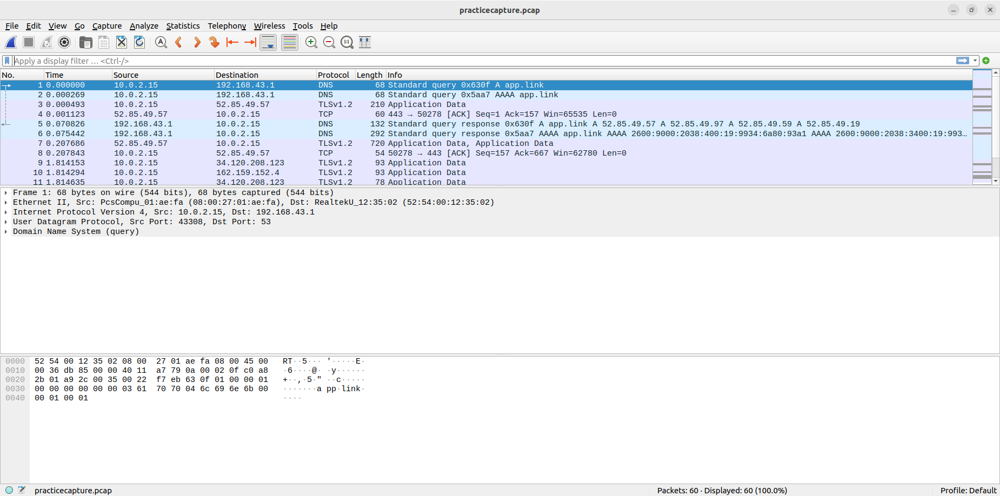 practicecapture.pcap
File Edit View Go Capture Analyze Statistics Telephony Wireless Tools Help
Apply a display filter … <Ctrl-/>
No. Time Source Destination Protocol Length Info
1 0.000000 10.0.2.15 192.168.43.1 DNS 68 Standard query 0x630f A app.link
2 0.000269 10.0.2.15 192.168.43.1 DNS 68 Standard query 0x5aa7 AAAA app.link
3 0.000493 10.0.2.15 52.85.49.57 TLSv1.2 210 Application Data
4 0.001123 52.85.49.57 10.0.2.15 TCP 60 443 → 50278 [ACK] Seq=1 Ack=157 Win=65535 Len=0
5 0.070826 192.168.43.1 10.0.2.15 DNS 132 Standard query response 0x630f A app.link A 52.85.49.57 A 52.85.49.97 A 52.85.49.59 A 52.85.49.19
6 0.075442 192.168.43.1 10.0.2.15 DNS 292 Standard query response 0x5aa7 AAAA app.link AAAA 2600:9000:2038:400:19:9934:6a80:93a1 AAAA 2600:9000:2038:3400:19:993…
7 0.207686 52.85.49.57 10.0.2.15 TLSv1.2 720 Application Data, Application Data
8 0.207843 10.0.2.15 52.85.49.57 TCP 54 50278 → 443 [ACK] Seq=157 Ack=667 Win=62780 Len=0
9 1.814153 10.0.2.15 34.120.208.123 TLSv1.2 93 Application Data
10 1.814294 10.0.2.15 162.159.152.4 TLSv1.2 93 Application Data
11 1.814635 10.0.2.15 34.120.208.123 TLSv1.2 78 Application Data
Frame 1: 68 bytes on wire (544 bits), 68 bytes captured (544 bits)
Ethernet II, Src: PcsCompu_01:ae:fa (08:00:27:01:ae:fa), Dst: RealtekU_12:35:02 (52:54:00:12:35:02)
Internet Protocol Version 4, Src: 10.0.2.15, Dst: 192.168.43.1
User Datagram Protocol, Src Port: 43308, Dst Port: 53
Domain Name System (query)
0000 52 54 00 12 35 02 08 00 27 01 ae fa 08 00 45 00 RT··5··· '·····E·
0010 00 36 db 85 00 00 40 11 a7 79 0a 00 02 0f c0 a8 ·6····@· ·y······
0020 2b 01 a9 2c 00 35 00 22 f7 eb 63 0f 01 00 00 01 +··,·5·" ··c·····
0030 00 00 00 00 00 00 03 61 70 70 04 6c 69 6e 6b 00 ·······a pp·link·
0040 00 01 00 01 ····
practicecapture.pcap
Packets: 60 · Displayed: 60 (100.0%)
Profile: Default